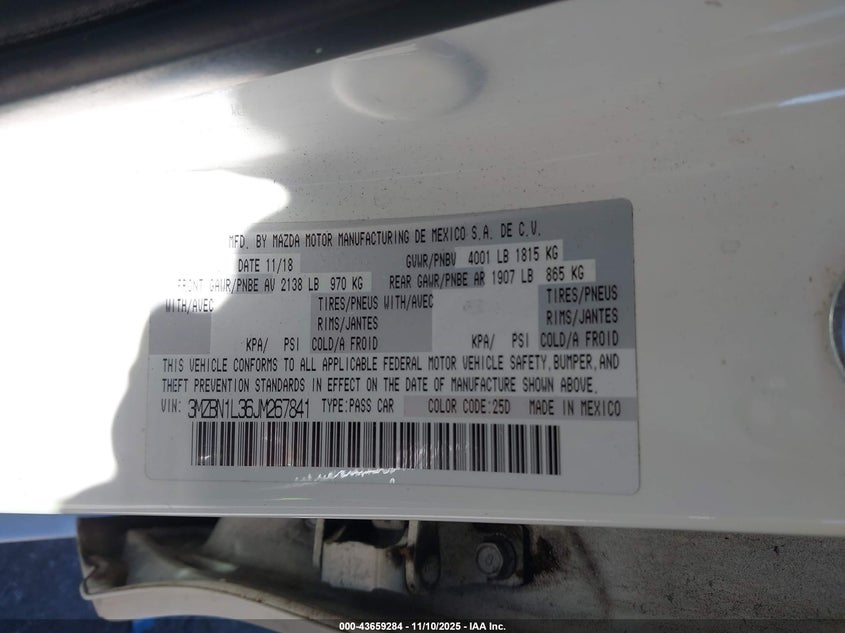 MFD. BY MAZDA MOTOR MANUFACTURING DE MEXICO S.A. DE C.V.
DATE 11/18 GVWR/PNBV 4001 LB 1815 KG
FRONT GAWR/PNBE AV 2138 LB 970 KG REAR GAWR/PNBE AR 1907 LB 865 KG
WITH/AVEC TIRES/PNEUS WITH/AVEC TIRES/PNEUS
RIMS/JANTES RIMS/JANTES
KPA/ PSI COLD/A FROID KPA/ PSI COLD/A FROID
THIS VEHICLE CONFORMS TO ALL APPLICABLE FEDERAL MOTOR VEHICLE SAFETY, BUMPER, AND
THEFT PREVENTION STANDARDS IN EFFECT ON THE DATE OF MANUFACTURE SHOWN ABOVE.
VIN: 3MZBN1L36JM267841 TYPE:PASS CAR COLOR CODE:25D MADE IN MEXICO
000-43659284 - 11/10/2025 - IAA Inc.